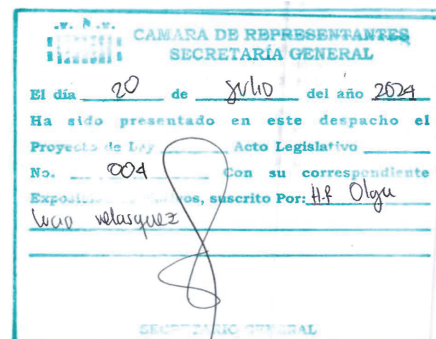 CAMARA DE REPRESENTANTES
SECRETARÍA GENERAL
El día 20 de Julio del año 2024
Ha sido presentado en este despacho el
Proyecto de Ley Acto Legislativo
No. 004 Con su correspondiente
Exposición de Motivos, suscrito Por: H.R Olga
Lucia Velasquez
SECRETARIO GENERAL